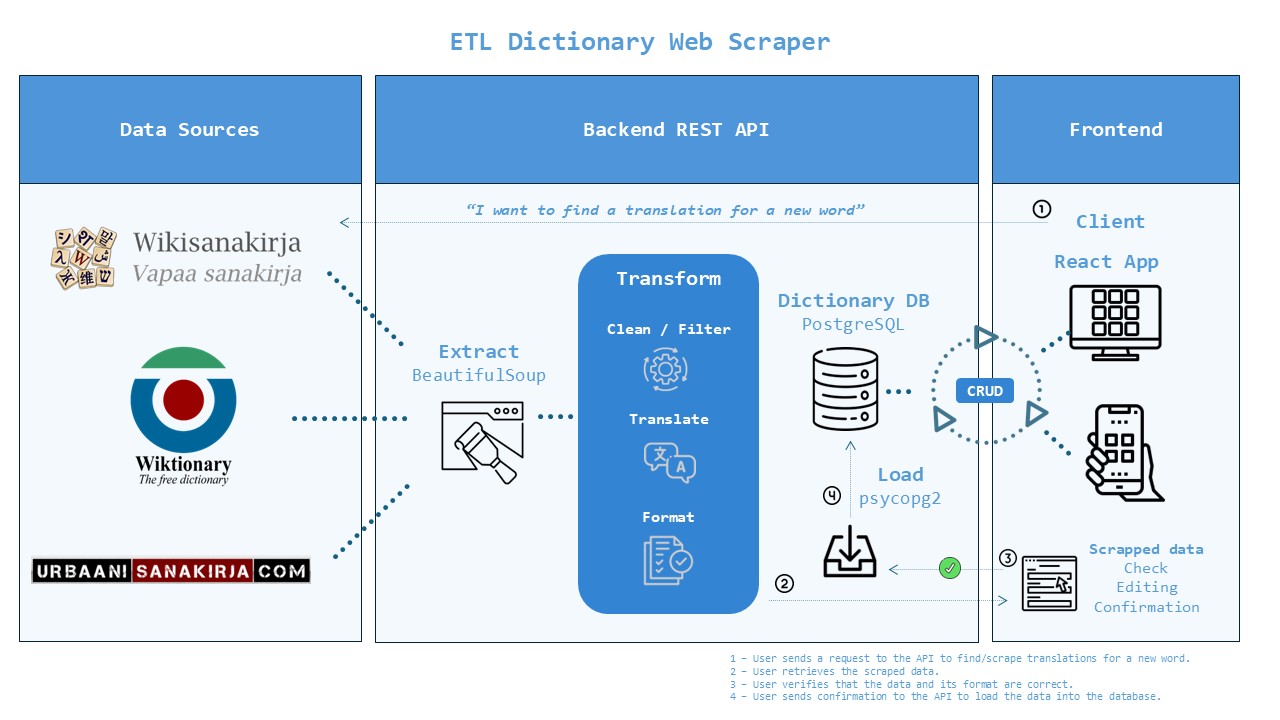 ETL Dictionary Web Scraper
Data Sources
Backend REST API
Frontend
“I want to find a translation for a new word”
1
Client
React App
Wikisanakirja
Vapaa sanakirja
Wiktionary
The free dictionary
URBAANISANAKIRJA COM
Extract
BeautifulSoup
Transform
Clean / Filter
Translate
Format
Dictionary DB
PostgreSQL
CRUD
Load
psycopg2
4
3
2
Scrapped data
Check
Editing
Confirmation
1 – User sends a request to the API to find/scrape translations for a new word.
2 – User retrieves the scraped data.
3 – User verifies that the data and its format are correct.
4 – User sends confirmation to the API to load the data into the database.